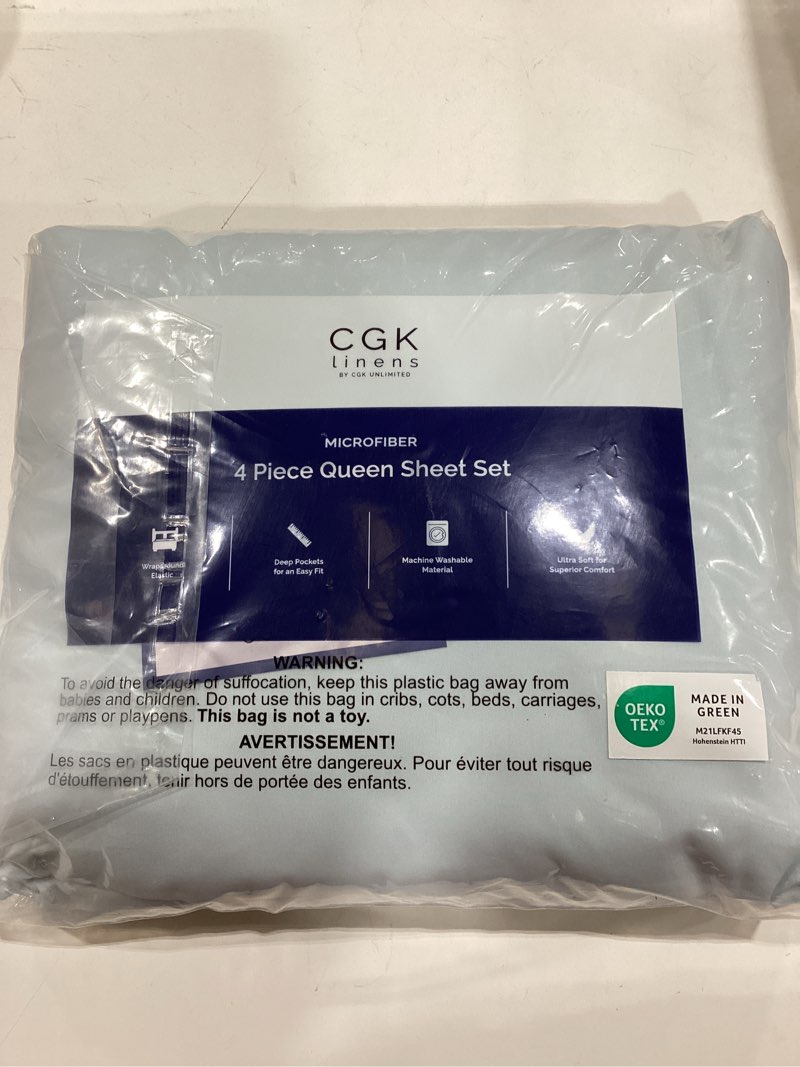 CGK
linens
BY CGK UNLIMITED
MICROFIBER
4 Piece Queen Sheet Set
Wraparound
Elastic
Deep Pockets
for an Easy Fit
Machine Washable
Material
Ultra Soft for
Superior Comfort
WARNING:
To avoid the danger of suffocation, keep this plastic bag away from
babies and children. Do not use this bag in cribs, cots, beds, carriages,
prams or playpens. This bag is not a toy.
AVERTISSEMENT!
Les sacs en plastique peuvent être dangereux. Pour éviter tout risque
d'étouffement, tenir hors de portée des enfants.
OEKO
TEX®
MADE IN
GREEN
M21LFKF45
Hohenstein HTTI